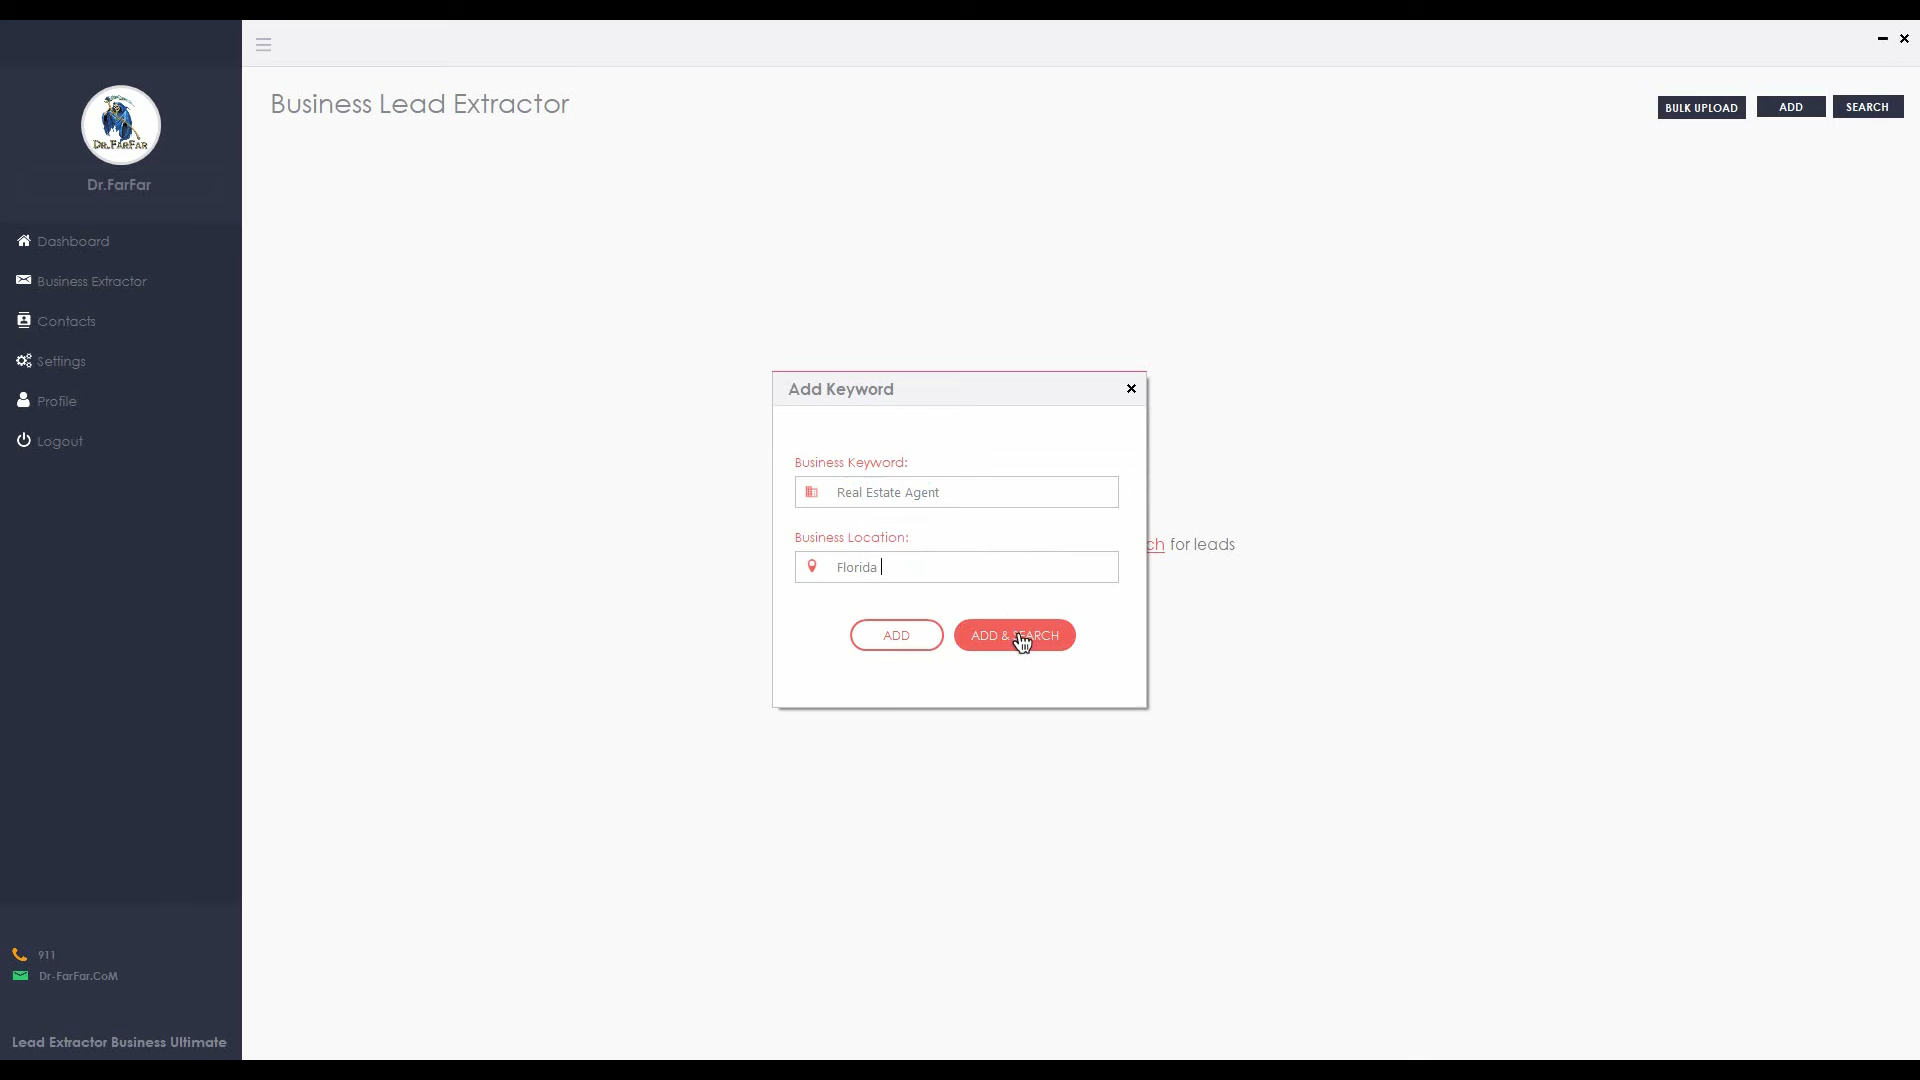 Business Lead Extractor
BULK UPLOAD
ADD
SEARCH
Dr.FarFar
Dr.FarFar
Dashboard
Business Extractor
Contacts
Settings
Profile
Logout
Add Keyword
Business Keyword:
Real Estate Agent
Business Location:
Florida
ch for leads
ADD
ADD & SEARCH
911
Dr-FarFar.CoM
Lead Extractor Business Ultimate